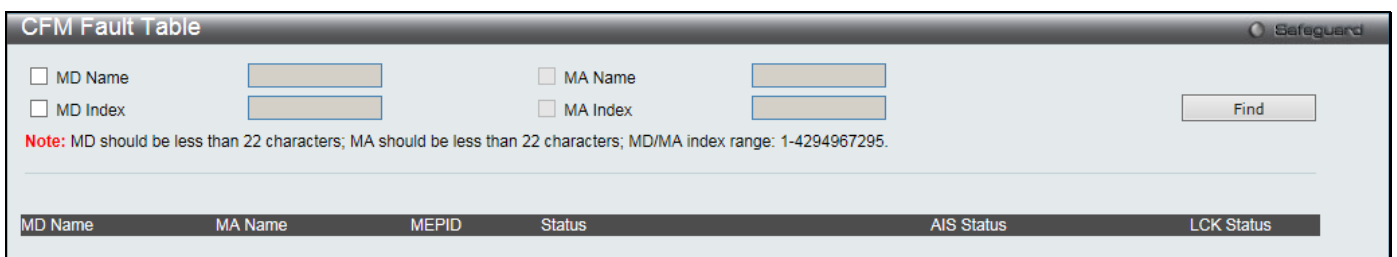 CFM Fault Table
Safeguard
MD Name
MA Name
MD Index
MA Index
Find
Note: MD should be less than 22 characters; MA should be less than 22 characters; MD/MA index range: 1-4294967295.
MD Name MA Name MEPID Status AIS Status LCK Status